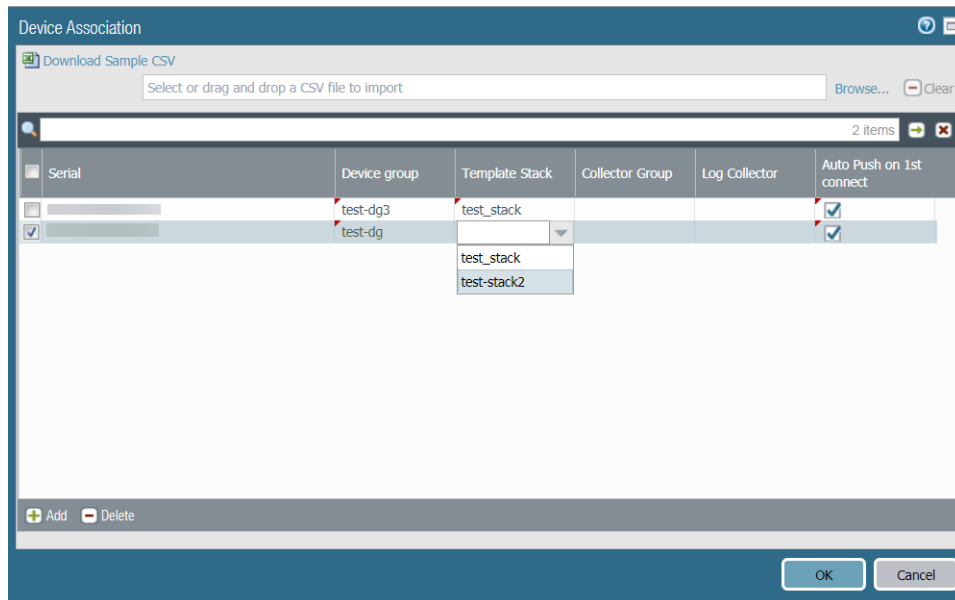 Device Association
Download Sample CSV
Select or drag and drop a CSV file to import Browse... Clear
2 items
Serial Device group Template Stack Collector Group Log Collector Auto Push on 1st
connect
test-dg3 test_stack
test-dg
test_stack
test-stack2
Add Delete
OK Cancel